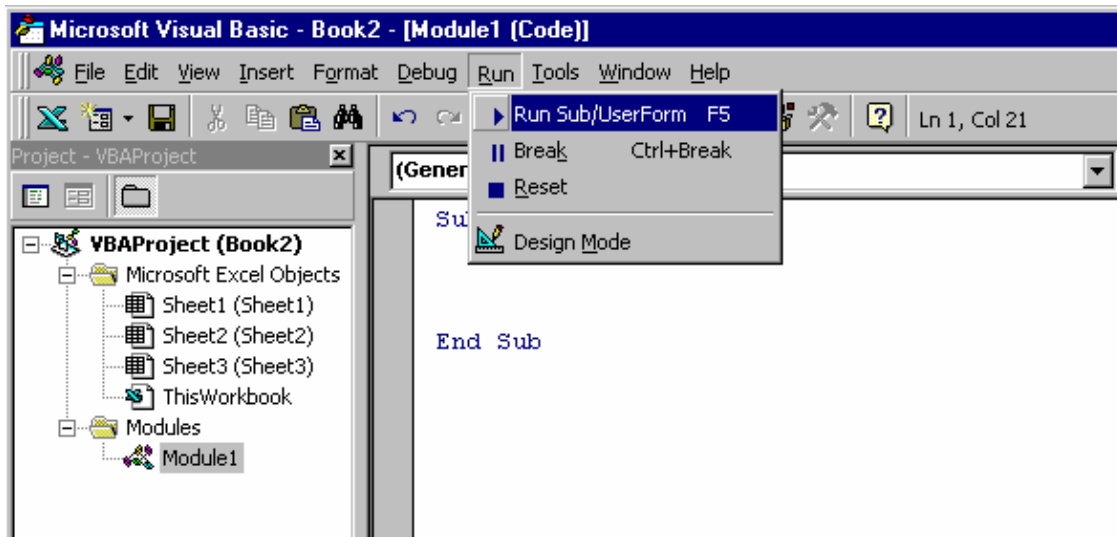 Microsoft Visual Basic - Book2 - [Module1 (Code)]
File Edit View Insert Format Debug Run Tools Window Help
Ln 1, Col 21
Run Sub/UserForm F5
Break Ctrl+Break
Reset
Design Mode
Project - VBAProject
VBAProject (Book2)
Microsoft Excel Objects
Sheet1 (Sheet1)
Sheet2 (Sheet2)
Sheet3 (Sheet3)
ThisWorkbook
Modules
Module1
(Gener
Su
End Sub